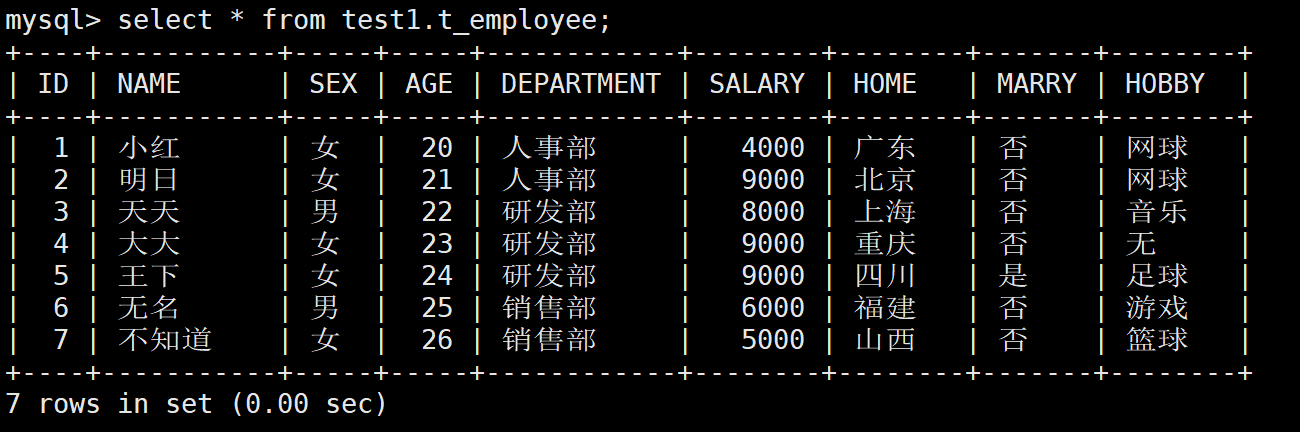 mysql> select * from test1.t_employee;
+----+-----------+-----+-----+------------+--------+--------+-------+--------+
| ID | NAME      | SEX | AGE | DEPARTMENT | SALARY | HOME   | MARRY | HOBBY  |
+----+-----------+-----+-----+------------+--------+--------+-------+--------+
|  1 | 小红      | 女  |  20 | 人事部     |   4000 | 广东   | 否    | 网球   |
|  2 | 明日      | 女  |  21 | 人事部     |   9000 | 北京   | 否    | 网球   |
|  3 | 天天      | 男  |  22 | 研发部     |   8000 | 上海   | 否    | 音乐   |
|  4 | 大大      | 女  |  23 | 研发部     |   9000 | 重庆   | 否    | 无     |
|  5 | 王下      | 女  |  24 | 研发部     |   9000 | 四川   | 是    | 足球   |
|  6 | 无名      | 男  |  25 | 销售部     |   6000 | 福建   | 否    | 游戏   |
|  7 | 不知道    | 女  |  26 | 销售部     |   5000 | 山西   | 否    | 篮球   |
+----+-----------+-----+-----+------------+--------+--------+-------+--------+
7 rows in set (0.00 sec)